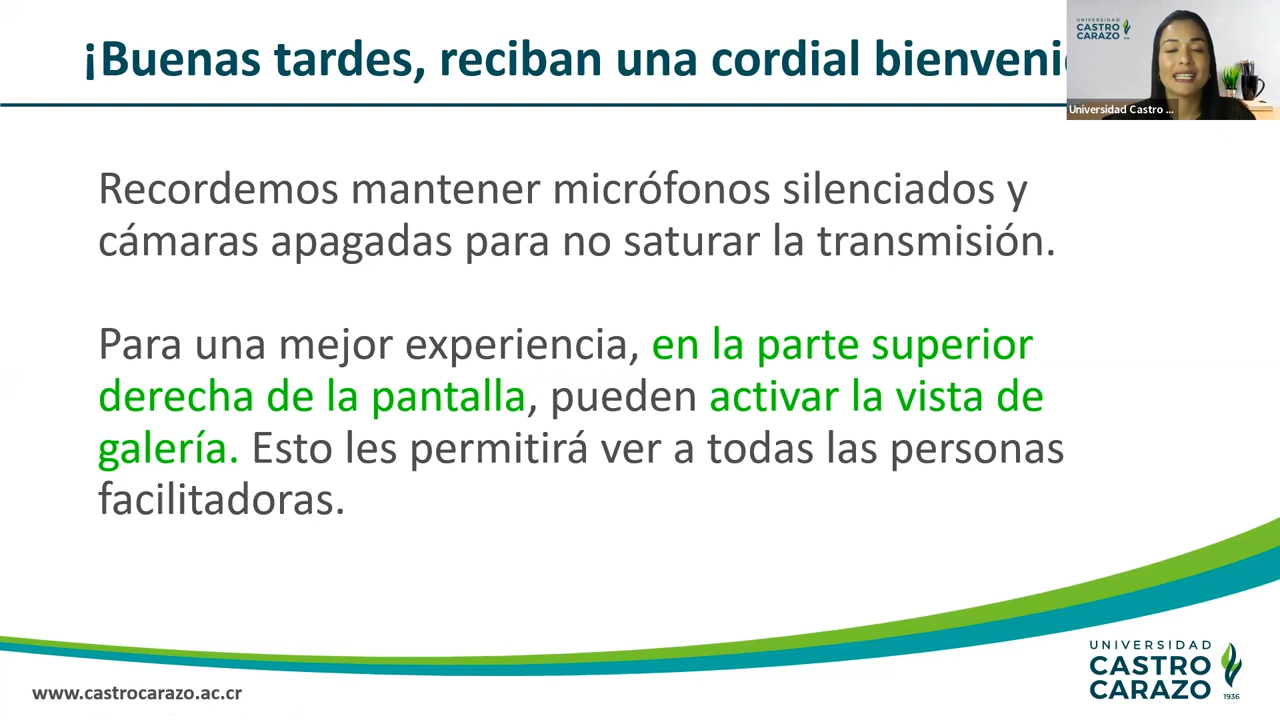 ¡Buenas tardes, reciban una cordial
UNIVERSIDAD
CASTRO
CARAZO
Universidad Castro ...
Recordemos mantener micrófonos silenciados y
cámaras apagadas para no saturar la transmisión.
Para una mejor experiencia, en la parte superior
derecha de la pantalla, pueden activar la vista de
galería. Esto les permitirá ver a todas las personas
facilitadoras.
www.castrocarazo.ac.cr
UNIVERSIDAD
CASTRO
CARAZO
1936